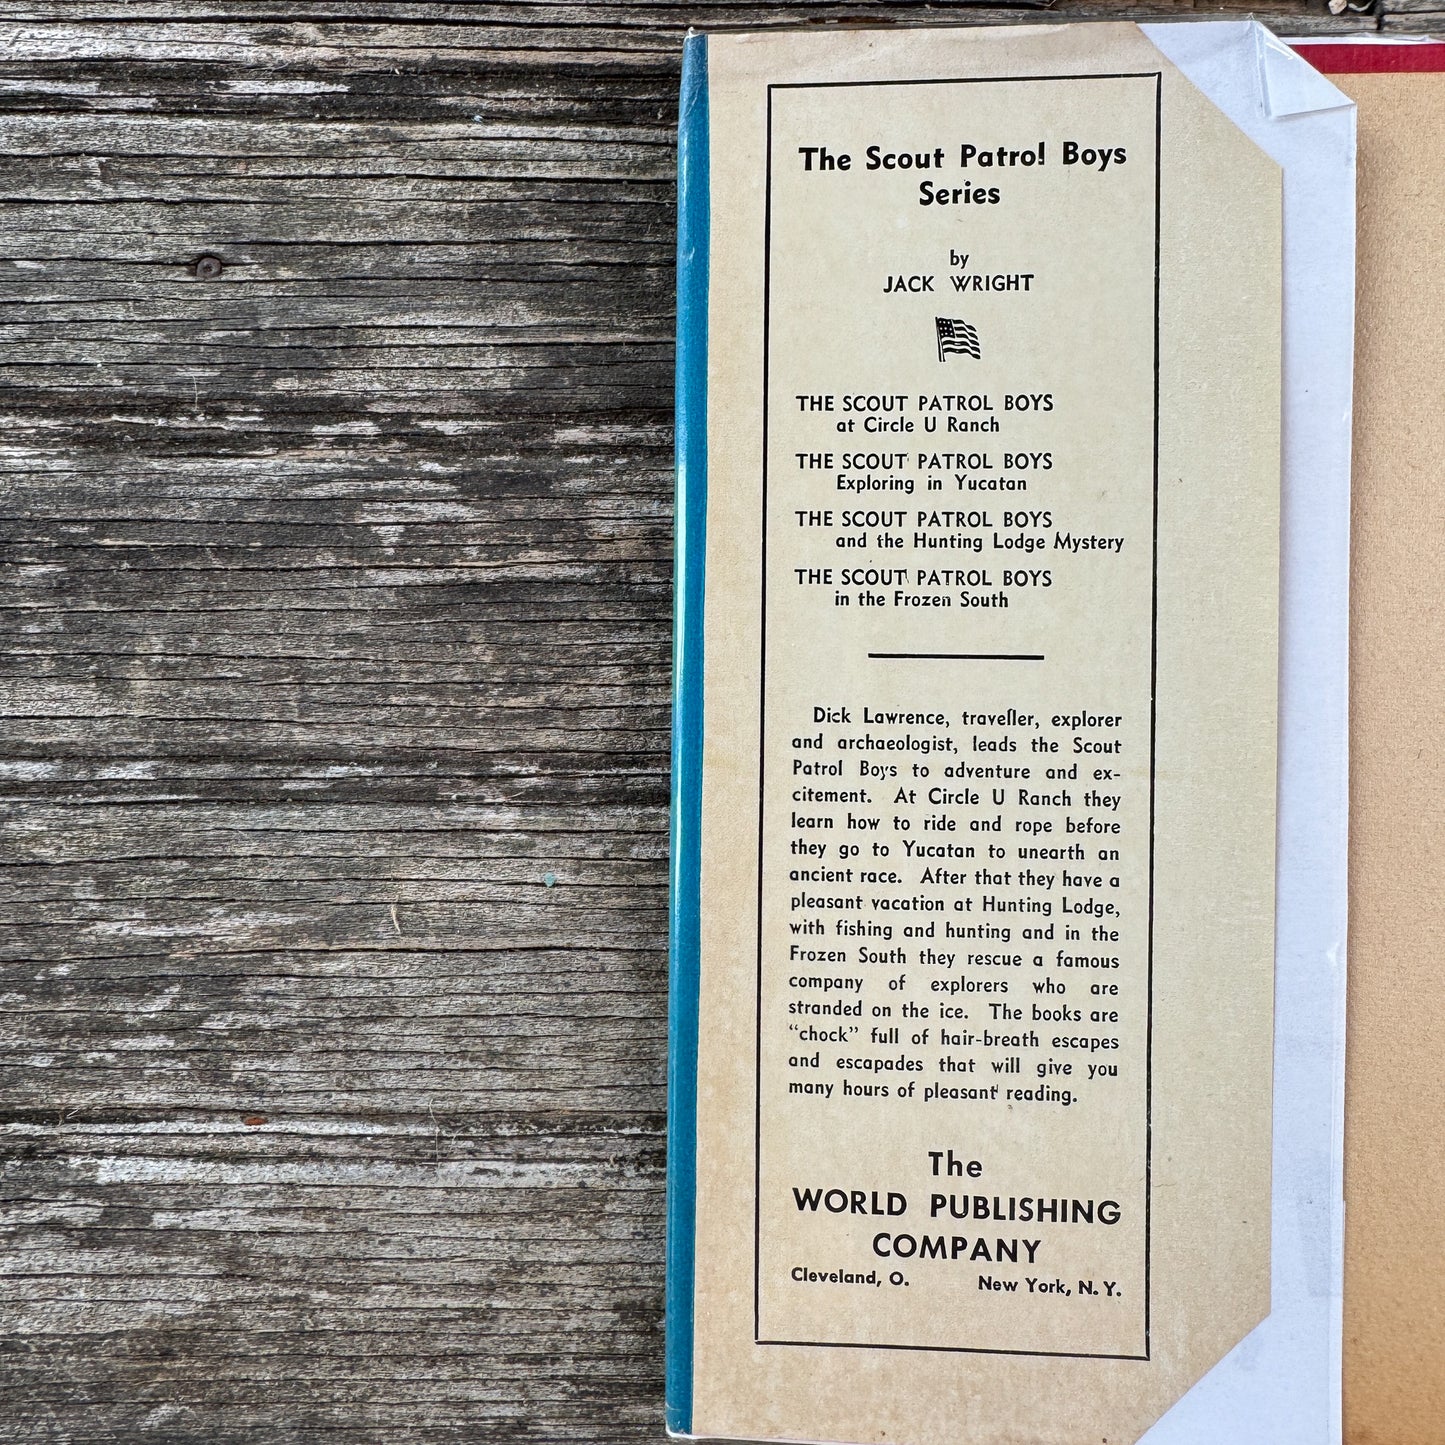 The Scout Patrol Boys
Series
by
JACK WRIGHT
THE SCOUT PATROL BOYS
at Circle U Ranch
THE SCOUT PATROL BOYS
Exploring in Yucatan
THE SCOUT PATROL BOYS
and the Hunting Lodge Mystery
THE SCOUT PATROL BOYS
in the Frozen South
Dick Lawrence, traveller, explorer
and archaeologist, leads the Scout
Patrol Boys to adventure and ex-
citement. At Circle U Ranch they
learn how to ride and rope before
they go to Yucatan to unearth an
ancient race. After that they have a
pleasant vacation at Hunting Lodge,
with fishing and hunting and in the
Frozen South they rescue a famous
company of explorers who are
stranded on the ice. The books are
“chock” full of hair-breath escapes
and escapades that will give you
many hours of pleasant reading.
The
WORLD PUBLISHING
COMPANY
Cleveland, O. New York, N. Y.